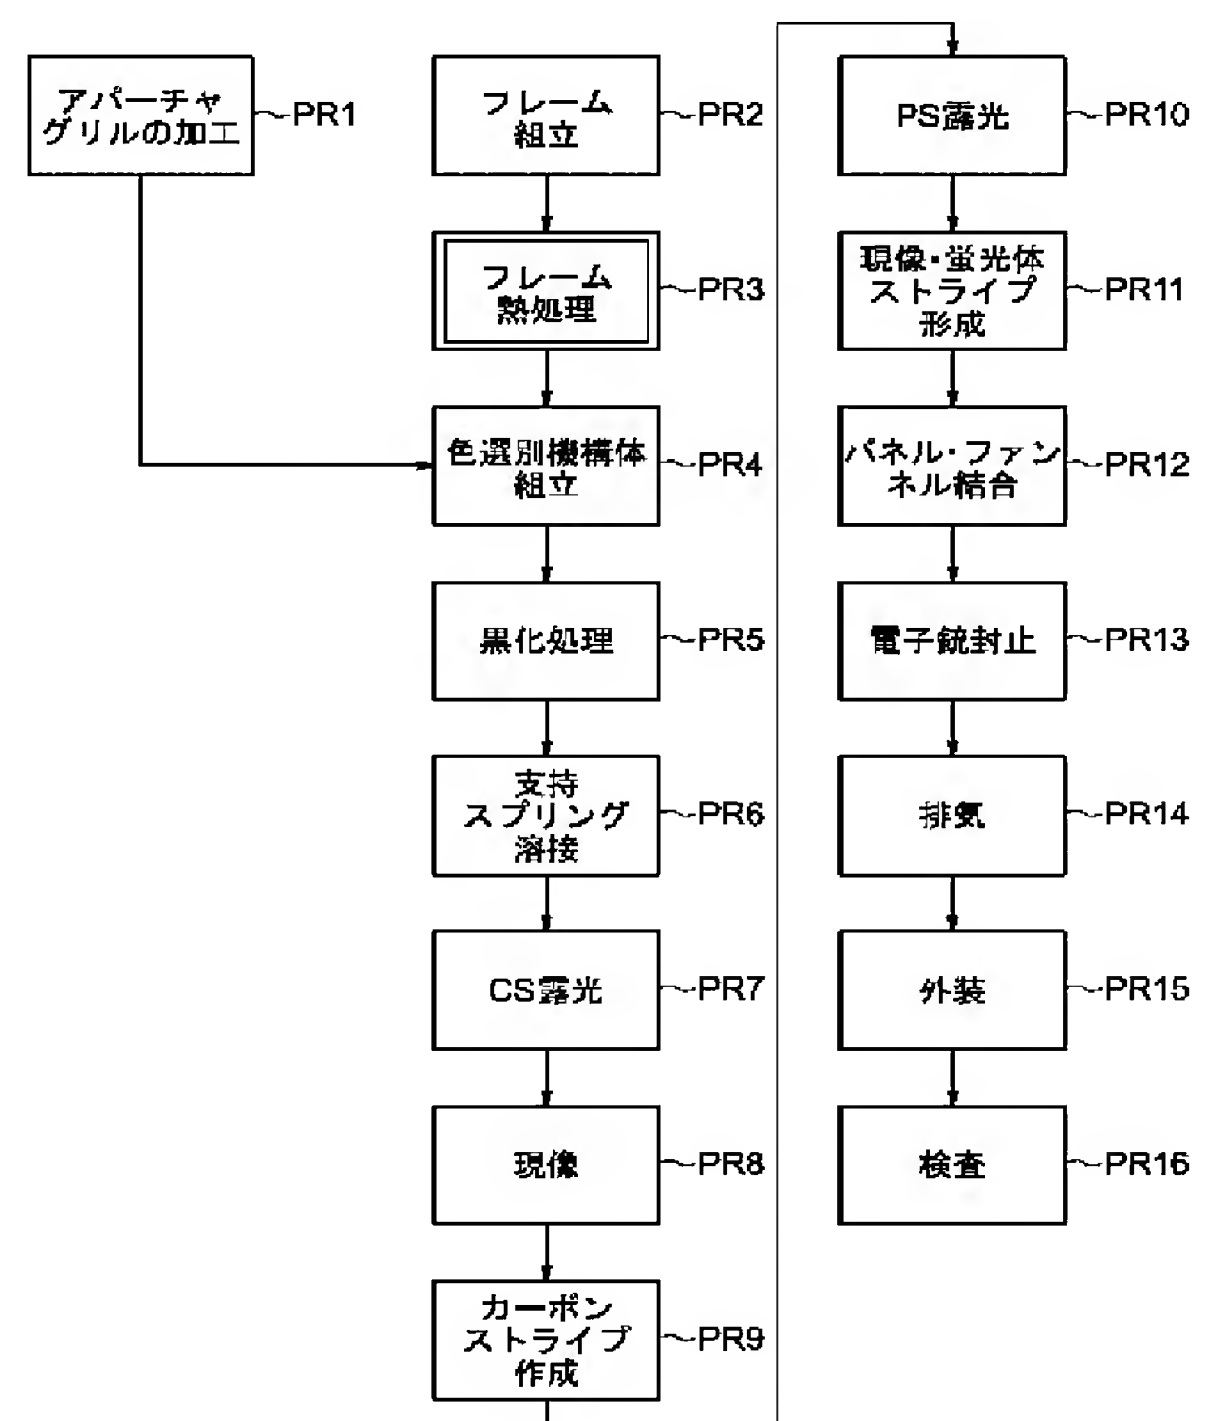 アパーチャ
グリルの加工
PR1
フレーム
組立
PR2
フレーム
熱処理
PR3
色選別機構体
組立
PR4
黒化処理
PR5
支持
スプリング
溶接
PR6
CS露光
PR7
現像
PR8
カーボン
ストライプ
作成
PR9
PS露光
PR10
現像・蛍光体
ストライプ
形成
PR11
パネル・ファン
ネル結合
PR12
電子銃封止
PR13
排気
PR14
外装
PR15
検査
PR16